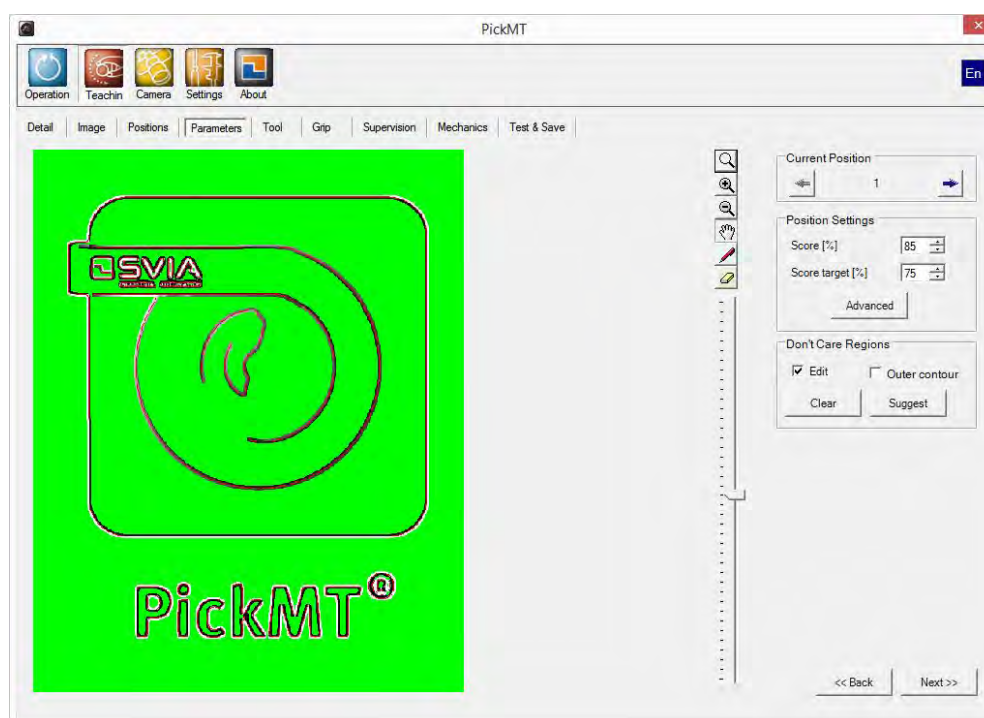 PickMT
×
Operation Teachin Camera Settings About
En
Detail Image Positions Parameters Tool Grip Supervision Mechanics Test & Save
Current Position
1
Position Settings
Score [%] 85
Score target [%] 75
Advanced
Don't Care Regions
Edit Outer contour
Clear Suggest
SVIA
AUTOMATION
PickMT®
<< Back Next >>